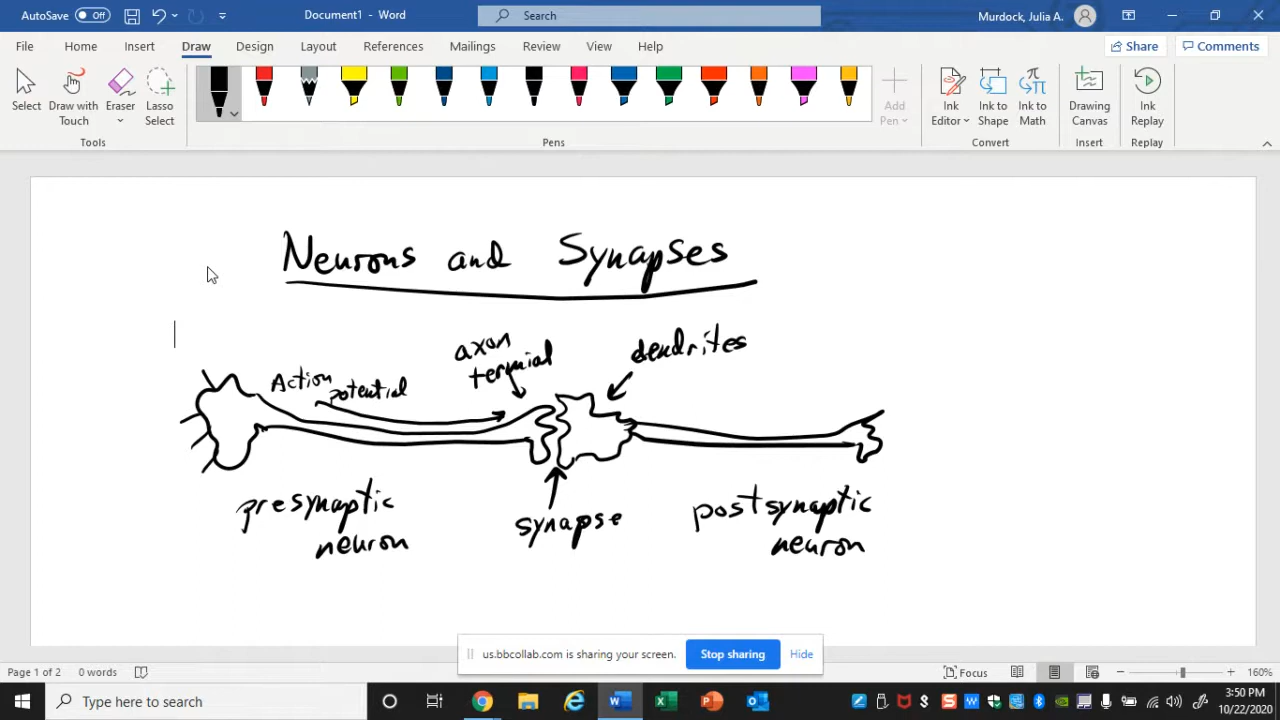 AutoSave Off Document1 - Word Search Murdock, Julia A.
File Home Insert Draw Design Layout References Mailings Review View Help Share Comments
Select Draw with Touch Eraser Lasso Select Add Pen Ink Editor Ink to Shape Ink to Math Drawing Canvas Ink Replay
Tools Pens Convert Insert Replay
Neurons and Synapses
axon
termial
dendrites
Action
potential
presynaptic
neuron
synapse
postsynaptic
neuron
us.bbcollab.com is sharing your screen. Stop sharing Hide
Page 1 of 2 0 words Focus 160%
Type here to search
3:50 PM
10/22/2020